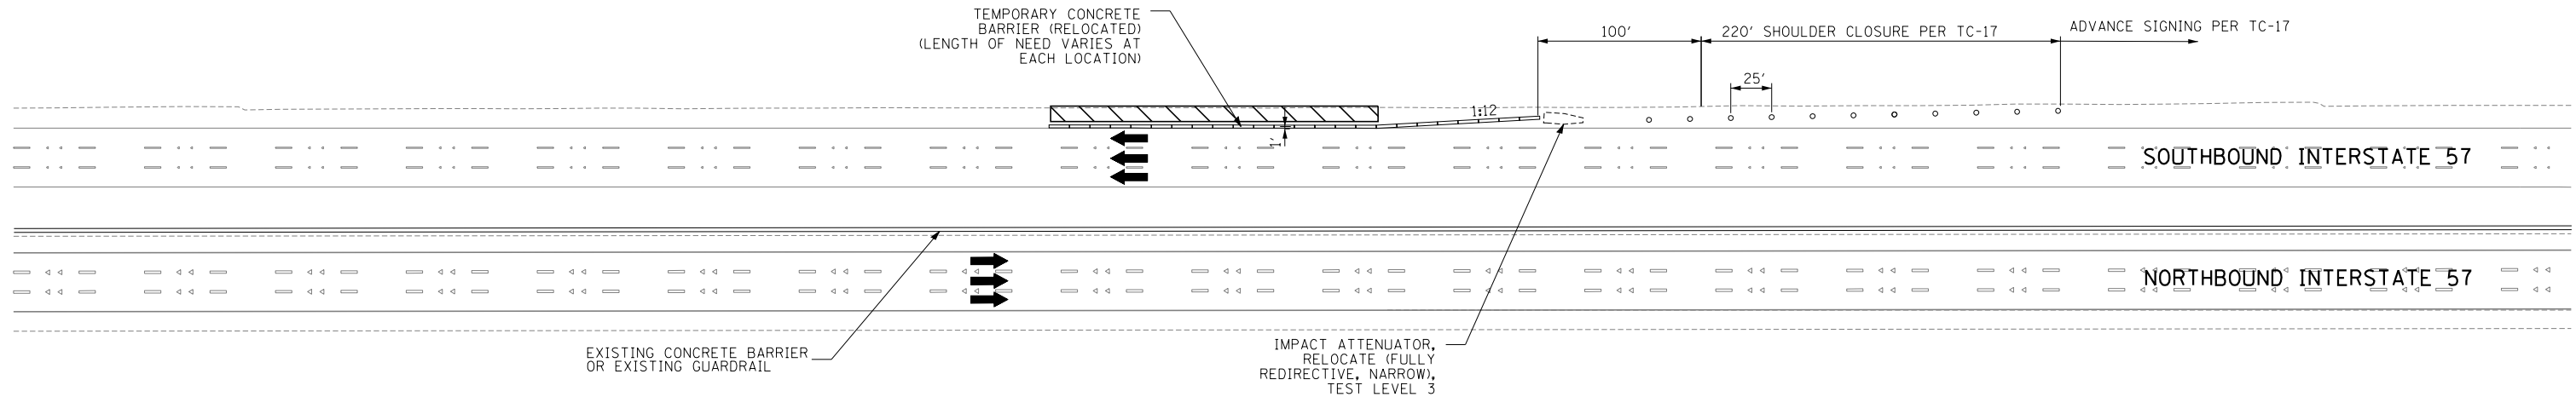 TEMPORARY CONCRETE
BARRIER (RELOCATED)
(LENGTH OF NEED VARIES AT
EACH LOCATION)
100'
220' SHOULDER CLOSURE PER TC-17
ADVANCE SIGNING PER TC-17
25'
1:12
1'
SOUTHBOUND INTERSTATE 57
NORTHBOUND INTERSTATE 57
EXISTING CONCRETE BARRIER
OR EXISTING GUARDRAIL
IMPACT ATTENUATOR,
RELOCATE (FULLY
REDIRECTIVE, NARROW),
TEST LEVEL 3